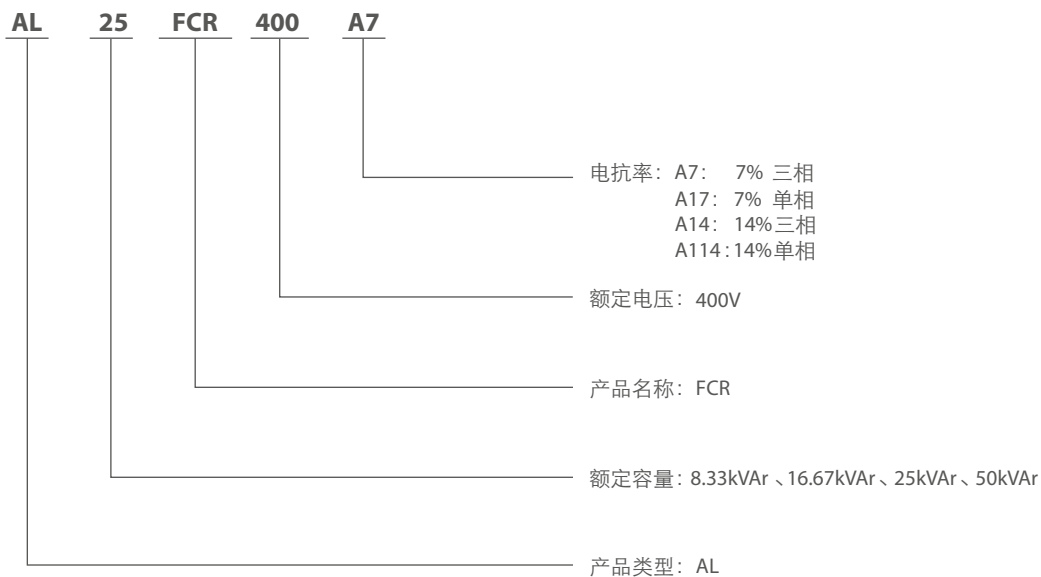 AL 25 FCR 400 A7
电抗率：A7： 7% 三相
A17：7% 单相
A14：14%三相
A114：14%单相
额定电压：400V
产品名称：FCR
额定容量：8.33kVAr、16.67kVAr、25kVAr、50kVAr
产品类型：AL